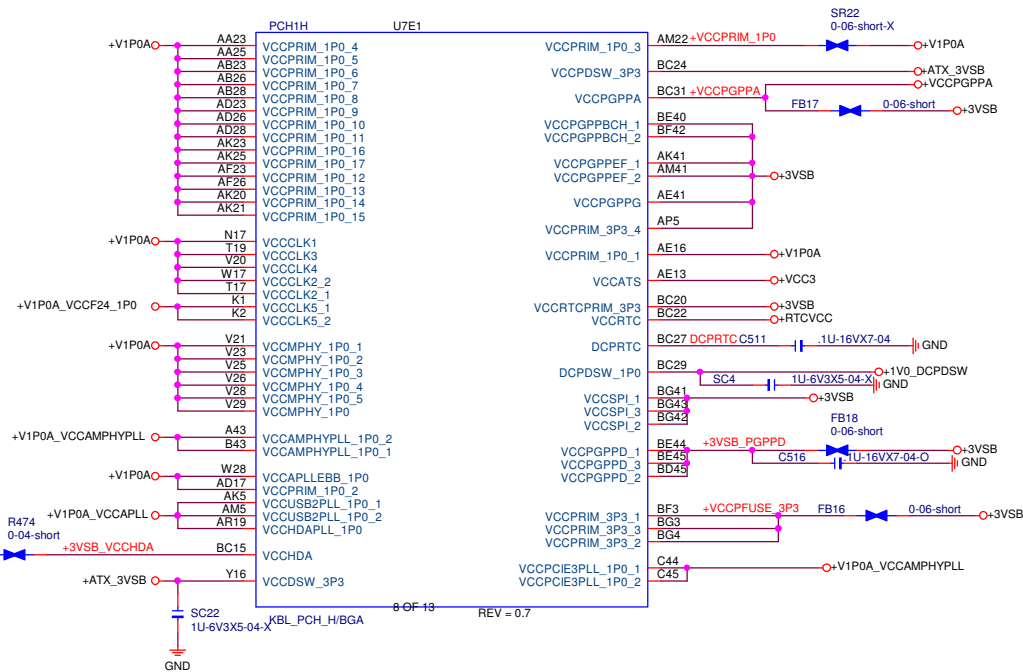 PCH1H
U7E1
SR22
0-06-short-X
+V1P0A
AA23 VCCPRIM_1P0_4
AA25 VCCPRIM_1P0_5
AB23 VCCPRIM_1P0_6
AB26 VCCPRIM_1P0_7
AB28 VCCPRIM_1P0_8
AD23 VCCPRIM_1P0_9
AD26 VCCPRIM_1P0_10
AD28 VCCPRIM_1P0_11
AK23 VCCPRIM_1P0_16
AK25 VCCPRIM_1P0_17
AF23 VCCPRIM_1P0_12
AF26 VCCPRIM_1P0_13
AK20 VCCPRIM_1P0_14
AK21 VCCPRIM_1P0_15
+V1P0A
N17 VCCCLK1
T19 VCCCLK3
V20 VCCCLK4
W17 VCCCLK2_2
T17 VCCCLK2_1
+V1P0A_VCCF24_1P0
K1 VCCCLK5_1
K2 VCCCLK5_2
+V1P0A
V21 VCCMPHY_1P0_1
V23 VCCMPHY_1P0_2
V25 VCCMPHY_1P0_3
V26 VCCMPHY_1P0_4
V28 VCCMPHY_1P0_5
V29 VCCMPHY_1P0
+V1P0A_VCCAMPHYPLL
A43 VCCAMPHYPLL_1P0_2
B43 VCCAMPHYPLL_1P0_1
+V1P0A
W28 VCCAPLLEBB_1P0
AD17 VCCPRIM_1P0_2
AK5 VCCUSB2PLL_1P0_1
+V1P0A_VCCAPLL
AM5 VCCUSB2PLL_1P0_2
AR19 VCCHDAPLL_1P0
R474
0-04-short
+3VSB_VCCHDA
BC15 VCCHDA
+ATX_3VSB
Y16 VCCDSW_3P3
SC22
1U-6V3X5-04-X
GND
VCCPRIM_1P0_3 AM22 +VCCPRIM_1P0 +V1P0A
VCCPDSW_3P3 BC24 +ATX_3VSB
+VCCPGPPA
VCCPGPPA BC31 +VCCPGPPA
FB17 0-06-short +3VSB
VCCPGPPBCH_1 BE40
VCCPGPPBCH_2 BF42
VCCPGPPEF_1 AK41
VCCPGPPEF_2 AM41 +3VSB
VCCPGPPG AE41
VCCPRIM_3P3_4 AP5
VCCPRIM_1P0_1 AE16 +V1P0A
VCCATS AE13 +VCC3
VCCRTCPRIM_3P3 BC20 +3VSB
VCCRTC BC22 +RTCVCC
DCPRTC BC27 DCPRTC C511 .1U-16VX7-04 GND
DCPDSW_1P0 BC29 +1V0_DCPDSW
SC4 1U-6V3X5-04-X GND
VCCSPI_1 BG41 +3VSB
VCCSPI_3 BG43
VCCSPI_2 BG42
FB18
0-06-short
VCCPGPPD_1 BE44 +3VSB_PGPPD +3VSB
VCCPGPPD_3 BE45 C516 .1U-16VX7-04-O GND
VCCPGPPD_2 BD45
VCCPRIM_3P3_1 BF3 +VCCPFUSE_3P3 FB16 0-06-short +3VSB
VCCPRIM_3P3_3 BG3
VCCPRIM_3P3_2 BG4
VCCPCIE3PLL_1P0_1 C44 +V1P0A_VCCAMPHYPLL
VCCPCIE3PLL_1P0_2 C45
8 OF 13
REV = 0.7
KBL_PCH_H/BGA